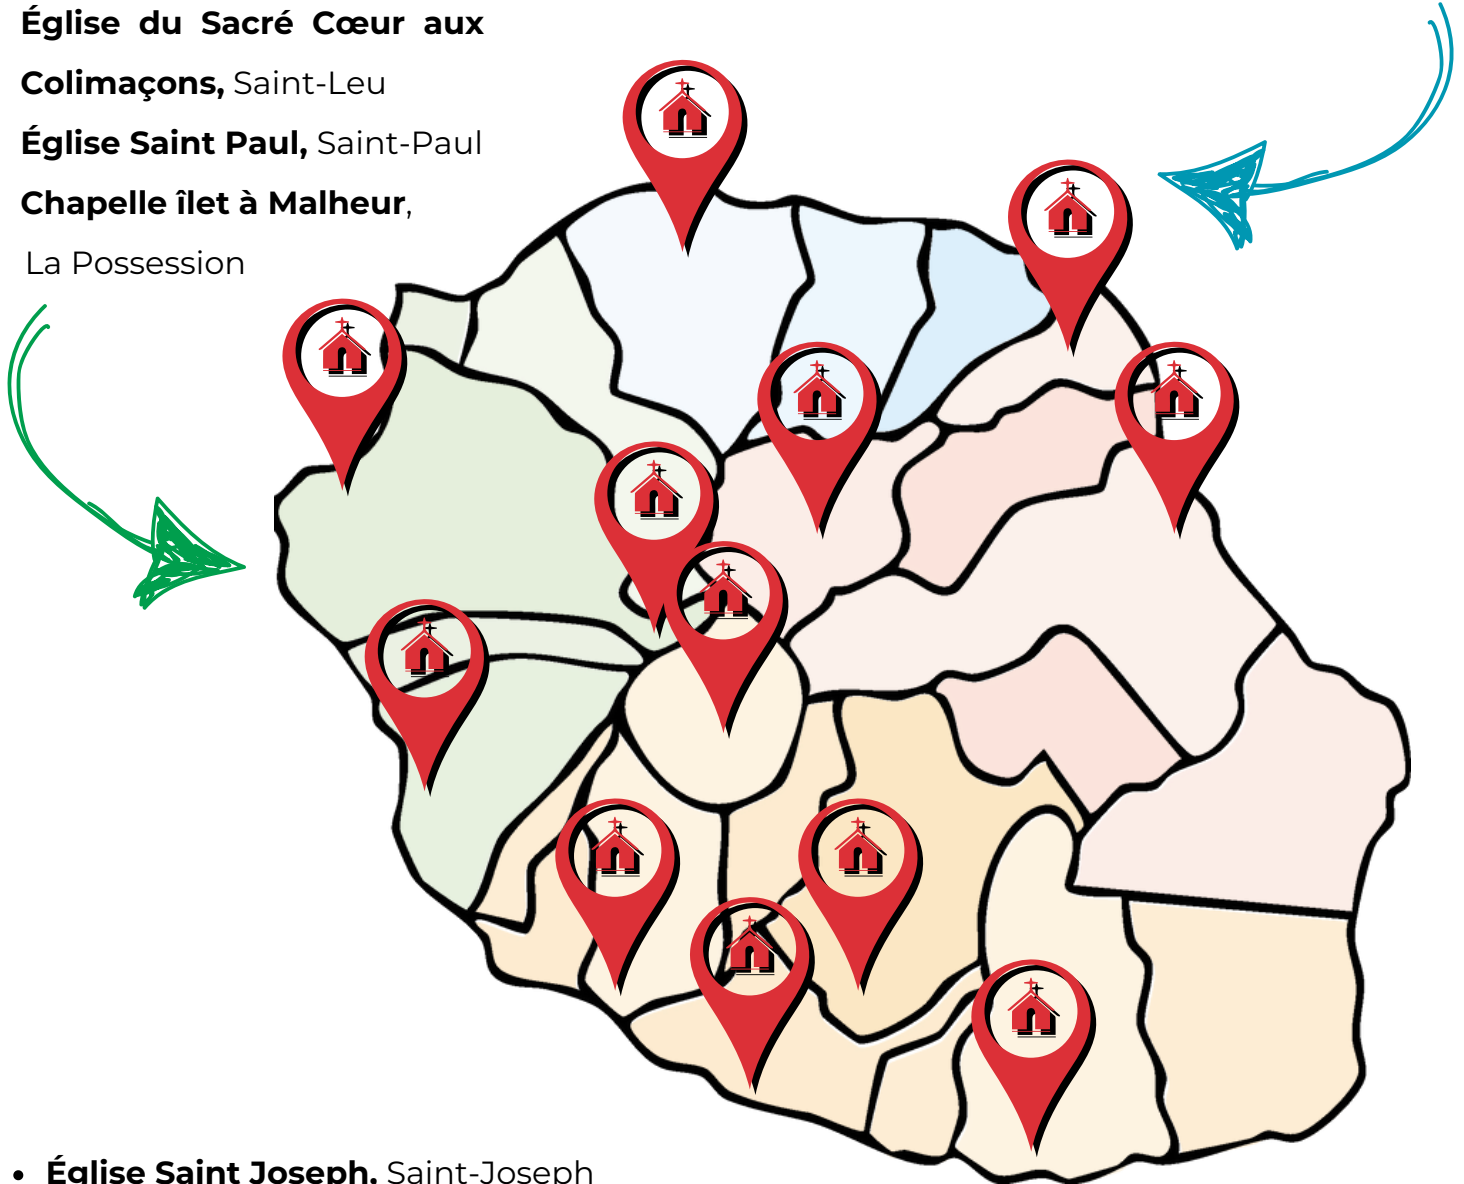 Église du Sacré Cœur aux
Colimaçons, Saint-Leu
Église Saint Paul, Saint-Paul
Chapelle îlet à Malheur,
La Possession
• Église Saint Joseph, Saint-Joseph